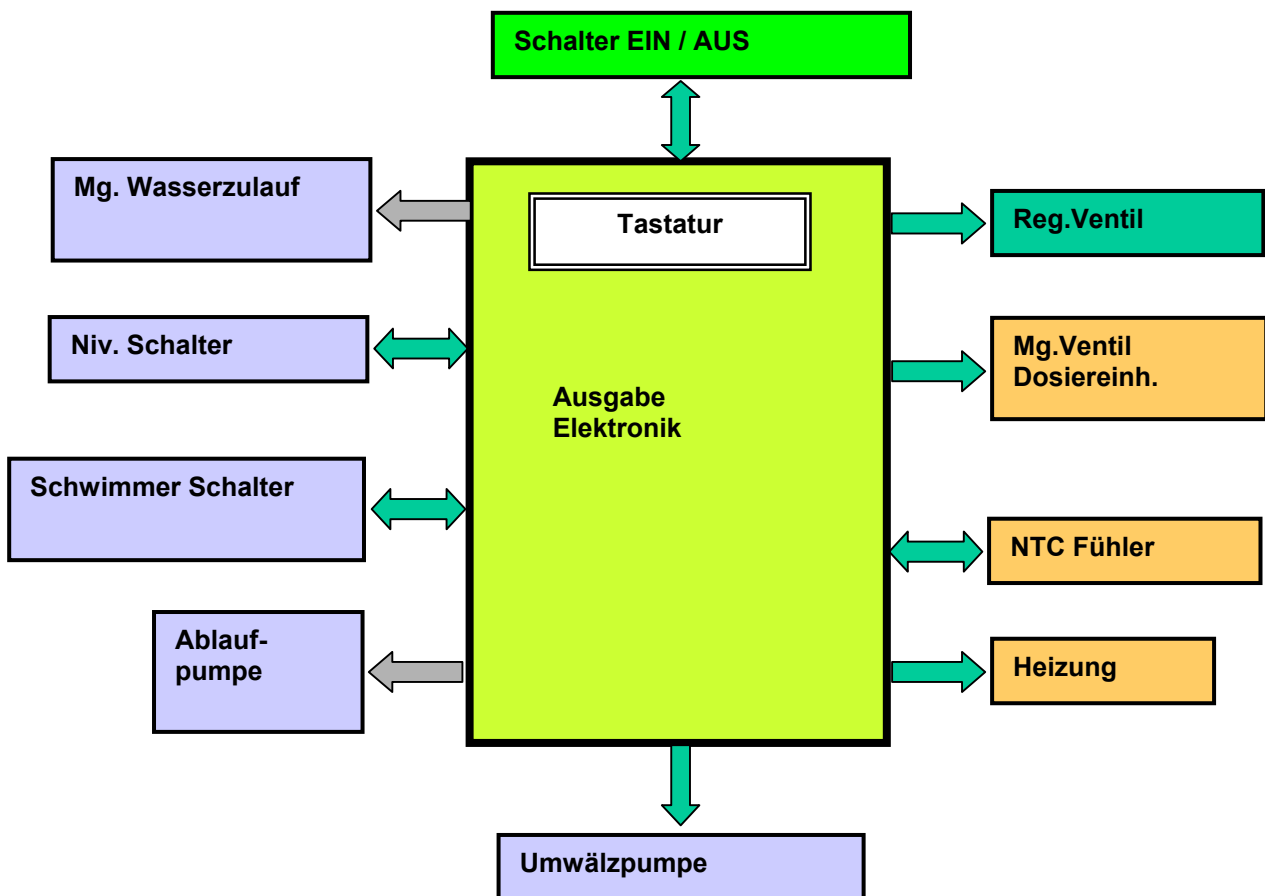 Schalter EIN / AUS
Mg. Wasserzulauf
Tastatur
Reg.Ventil
Niv. Schalter
Mg.Ventil
Dosiereinh.
Ausgabe
Elektronik
Schwimmer Schalter
NTC Fühler
Ablauf-
pumpe
Heizung
Umwälzpumpe